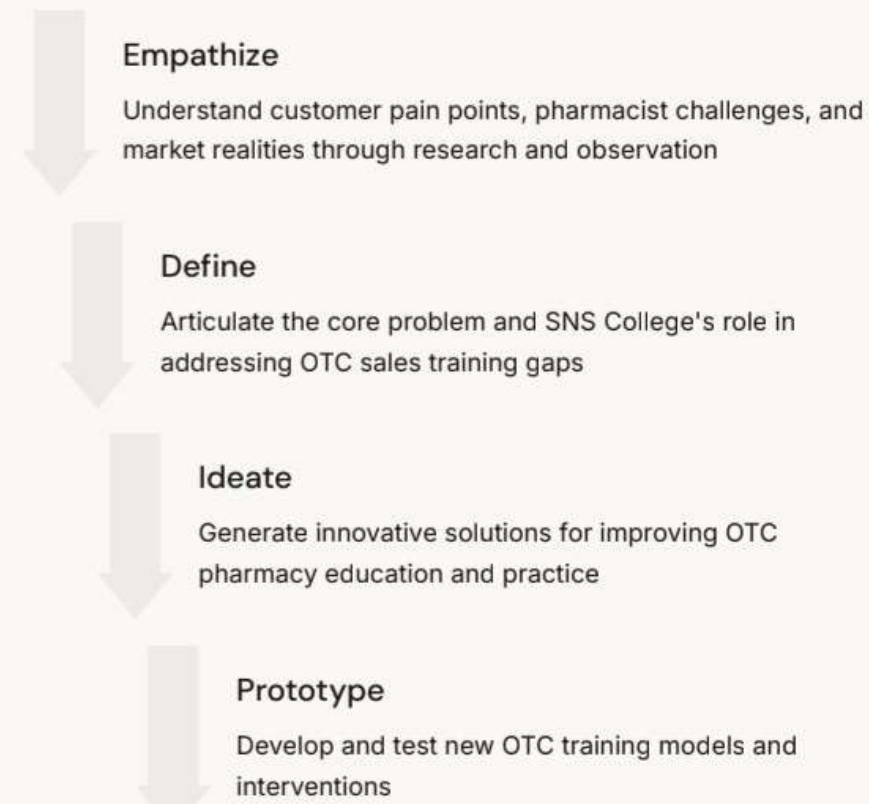 Empathize
Understand customer pain points, pharmacist challenges, and
market realities through research and observation
Define
Articulate the core problem and SNS College's role in
addressing OTC sales training gaps
Ideate
Generate innovative solutions for improving OTC
pharmacy education and practice
Prototype
Develop and test new OTC training models and
interventions